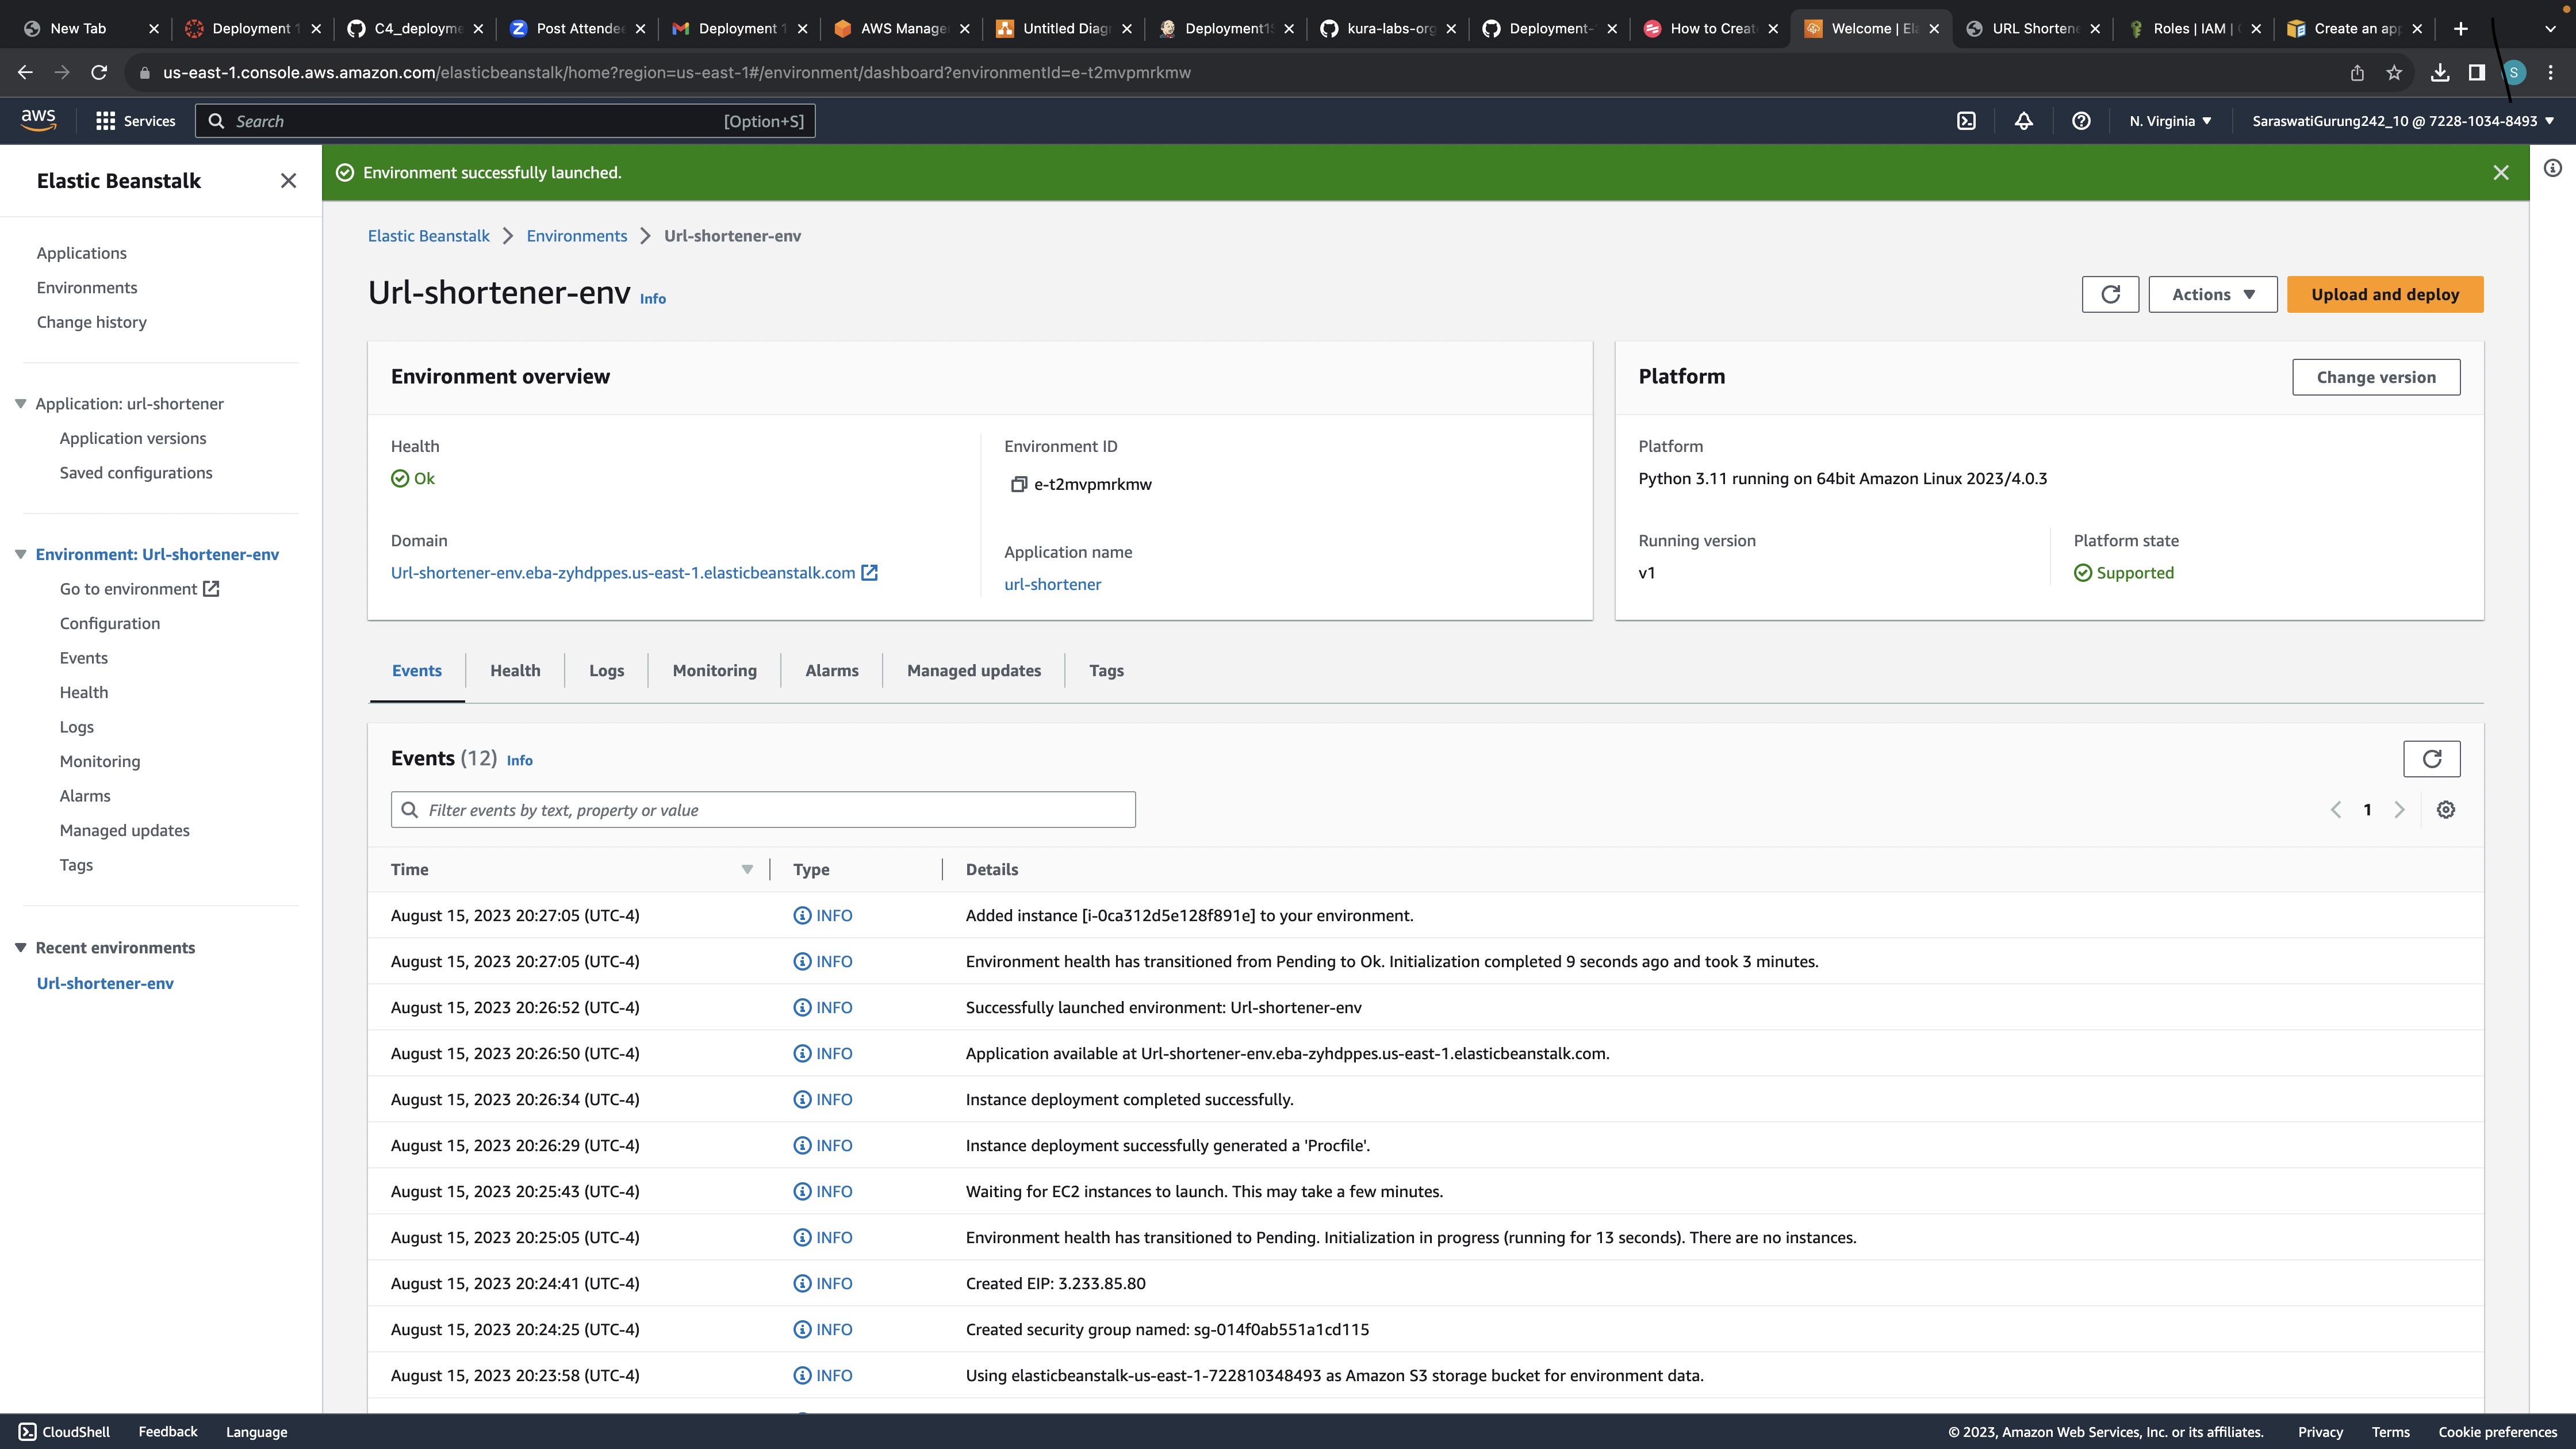 New Tab Deployment 1 C4_deployme Post Attende Deployment 1 AWS Manage Untitled Diagr Deployment1 kura-labs-org Deployment- How to Creat Welcome | Ela URL Shortene Roles | IAM | Create an app
us-east-1.console.aws.amazon.com/elasticbeanstalk/home?region=us-east-1#/environment/dashboard?environmentId=e-t2mvpmrkmw S
aws Services Search [Option+S] N. Virginia SaraswatiGurung242_10 @ 7228-1034-8493
Elastic Beanstalk
Applications
Environments
Change history
Application: url-shortener
Application versions
Saved configurations
Environment: Url-shortener-env
Go to environment
Configuration
Events
Health
Logs
Monitoring
Alarms
Managed updates
Tags
Recent environments
Url-shortener-env
Environment successfully launched.
Elastic Beanstalk Environments Url-shortener-env
Url-shortener-env Info
Actions Upload and deploy
Environment overview
Health
Ok
Domain
Url-shortener-env.eba-zyhdppes.us-east-1.elasticbeanstalk.com
Environment ID
e-t2mvpmrkmw
Application name
url-shortener
Platform Change version
Platform
Python 3.11 running on 64bit Amazon Linux 2023/4.0.3
Running version
v1
Platform state
Supported
Events Health Logs Monitoring Alarms Managed updates Tags
Events (12) Info
Filter events by text, property or value 1
Time Type Details
August 15, 2023 20:27:05 (UTC-4) INFO Added instance [i-0ca312d5e128f891e] to your environment.
August 15, 2023 20:27:05 (UTC-4) INFO Environment health has transitioned from Pending to Ok. Initialization completed 9 seconds ago and took 3 minutes.
August 15, 2023 20:26:52 (UTC-4) INFO Successfully launched environment: Url-shortener-env
August 15, 2023 20:26:50 (UTC-4) INFO Application available at Url-shortener-env.eba-zyhdppes.us-east-1.elasticbeanstalk.com.
August 15, 2023 20:26:34 (UTC-4) INFO Instance deployment completed successfully.
August 15, 2023 20:26:29 (UTC-4) INFO Instance deployment successfully generated a 'Procfile'.
August 15, 2023 20:25:43 (UTC-4) INFO Waiting for EC2 instances to launch. This may take a few minutes.
August 15, 2023 20:25:05 (UTC-4) INFO Environment health has transitioned to Pending. Initialization in progress (running for 13 seconds). There are no instances.
August 15, 2023 20:24:41 (UTC-4) INFO Created EIP: 3.233.85.80
August 15, 2023 20:24:25 (UTC-4) INFO Created security group named: sg-014f0ab551a1cd115
August 15, 2023 20:23:58 (UTC-4) INFO Using elasticbeanstalk-us-east-1-722810348493 as Amazon S3 storage bucket for environment data.
CloudShell Feedback Language © 2023, Amazon Web Services, Inc. or its affiliates. Privacy Terms Cookie preferences